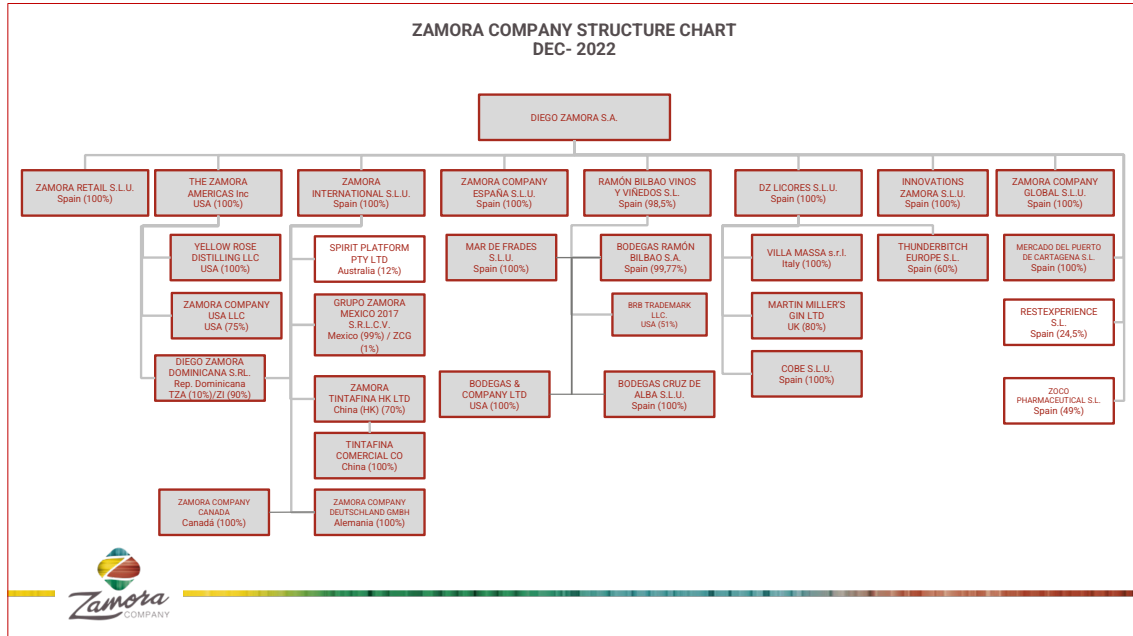 ZAMORA COMPANY STRUCTURE CHART
DEC- 2022
DIEGO ZAMORA S.A.
ZAMORA RETAIL S.L.U.
Spain (100%)
THE ZAMORA
AMERICAS Inc
USA (100%)
ZAMORA
INTERNATIONAL S.L.U.
Spain (100%)
ZAMORA COMPANY
ESPAÑA S.L.U.
Spain (100%)
RAMÓN BILBAO VINOS
Y VIÑEDOS S.L.
Spain (98,5%)
DZ LICORES S.L.U.
Spain (100%)
INNOVATIONS
ZAMORA S.L.U.
Spain (100%)
ZAMORA COMPANY
GLOBAL S.L.U.
Spain (100%)
YELLOW ROSE
DISTILLING LLC
USA (100%)
SPIRIT PLATFORM
PTY LTD
Australia (12%)
MAR DE FRADES
S.L.U.
Spain (100%)
BODEGAS RAMÓN
BILBAO S.A.
Spain (99,77%)
VILLA MASSA s.r.l.
Italy (100%)
THUNDERBITCH
EUROPE S.L.
Spain (60%)
MERCADO DEL PUERTO
DE CARTAGENA S.L.
Spain (100%)
ZAMORA COMPANY
USA LLC
USA (75%)
GRUPO ZAMORA
MEXICO 2017
S.R.L.C.V.
Mexico (99%) / ZCG
(1%)
BRB TRADEMARK
LLC.
USA (51%)
MARTIN MILLER'S
GIN LTD
UK (80%)
RESTEXPERIENCE
S.L.
Spain (24,5%)
DIEGO ZAMORA
DOMINICANA S.RL.
Rep. Dominicana
TZA (10%)/ZI (90%)
ZAMORA
TINTAFINA HK LTD
China (HK) (70%)
BODEGAS &
COMPANY LTD
USA (100%)
BODEGAS CRUZ DE
ALBA S.L.U.
Spain (100%)
COBE S.L.U.
Spain (100%)
ZOCO
PHARMACEUTICAL S.L.
Spain (49%)
TINTAFINA
COMERCIAL CO
China (100%)
ZAMORA COMPANY
CANADA
Canadá (100%)
ZAMORA COMPANY
DEUTSCHLAND GMBH
Alemania (100%)
Zamora
COMPANY